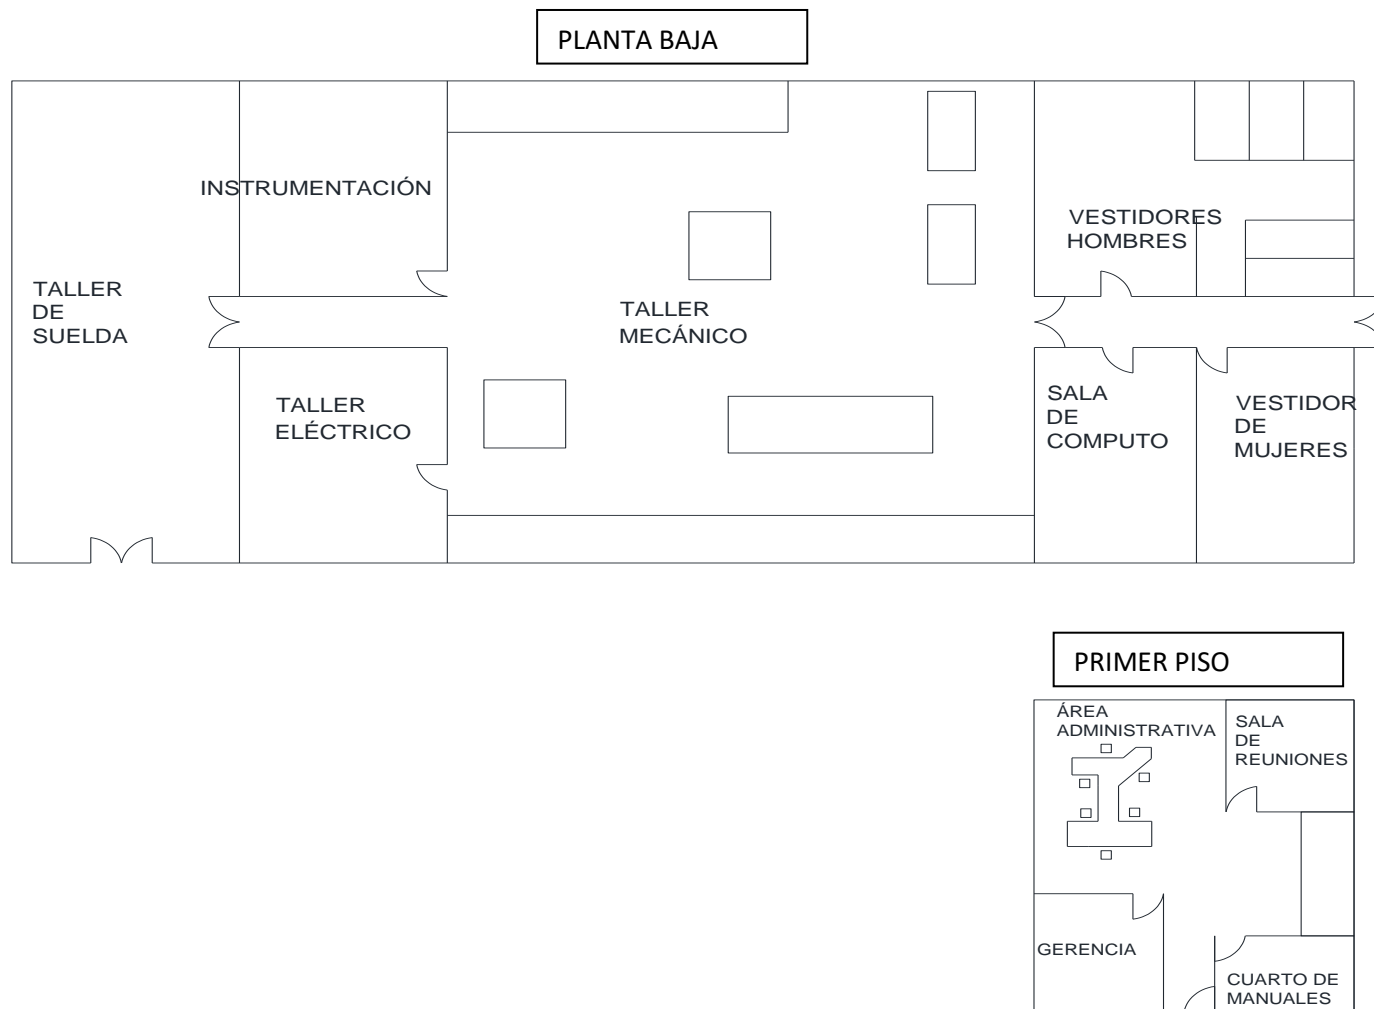 PLANTA BAJA
INSTRUMENTACIÓN
TALLER
DE
SUELDA
TALLER
ELÉCTRICO
TALLER
MECÁNICO
VESTIDORES
HOMBRES
SALA
DE
COMPUTO
VESTIDOR
DE
MUJERES
PRIMER PISO
ÁREA
ADMINISTRATIVA
SALA
DE
REUNIONES
GERENCIA
CUARTO DE
MANUALES